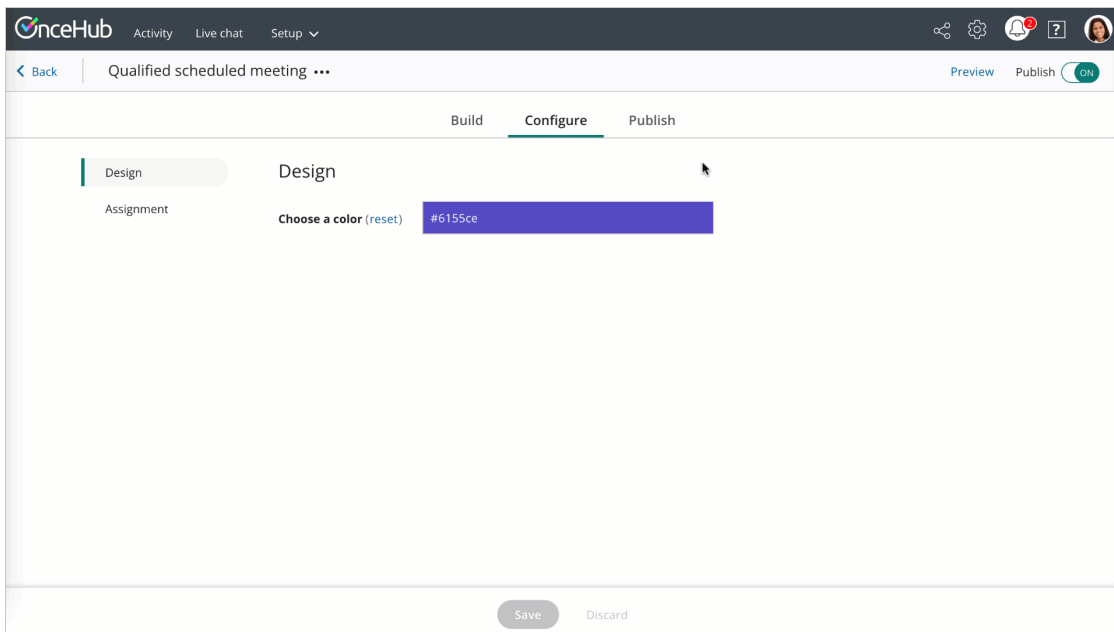 OnceHub Activity Live chat Setup 2 ?
Back Qualified scheduled meeting ••• Preview Publish ON
Build Configure Publish
Design Design
Assignment
Choose a color (reset) #6155ce
Save Discard